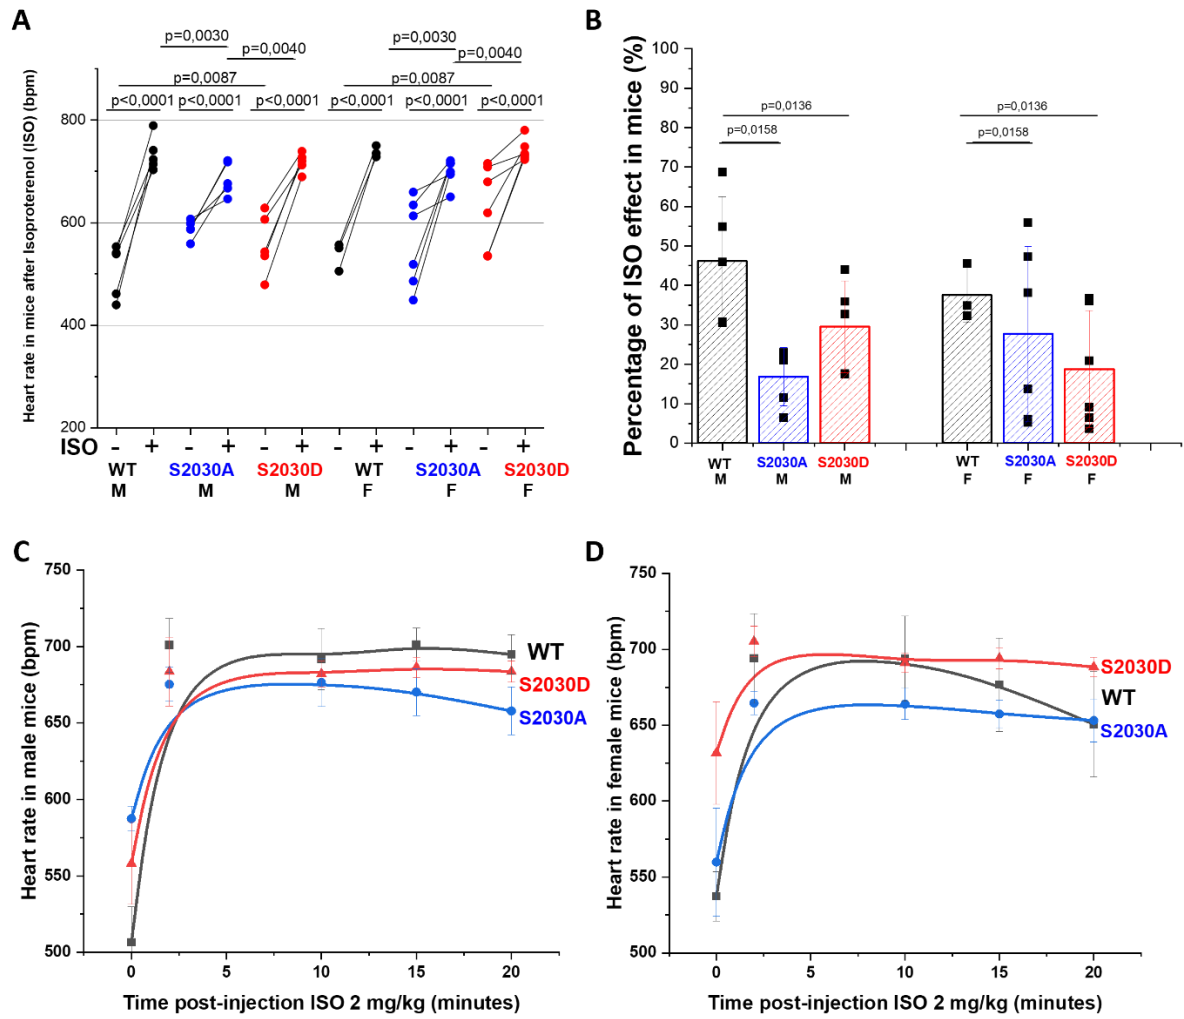 A
p=0,0030
p=0,0040
p=0,0087
p<0,0001 p<0,0001 p<0,0001
p=0,0030
p=0,0040
p=0,0087
p<0,0001 p<0,0001 p<0,0001
Heart rate in mice after Isoproterenol (ISO) (bpm)
800
600
400
200
ISO - + - + - + - + - + - +
WT S2030A S2030D WT S2030A S2030D
M M M F F F
B
Percentage of ISO effect in mice (%)
100
90
80
70
60
50
40
30
20
10
0
p=0,0136
p=0,0158
p=0,0136
p=0,0158
WT S2030A S2030D WT S2030A S2030D
M M M F F F
C
Heart rate in male mice (bpm)
750
700
650
600
550
500
WT
S2030D
S2030A
0 5 10 15 20
Time post-injection ISO 2 mg/kg (minutes)
D
Heart rate in female mice (bpm)
750
700
650
600
550
500
S2030D
WT
S2030A
0 5 10 15 20
Time post-injection ISO 2 mg/kg (minutes)